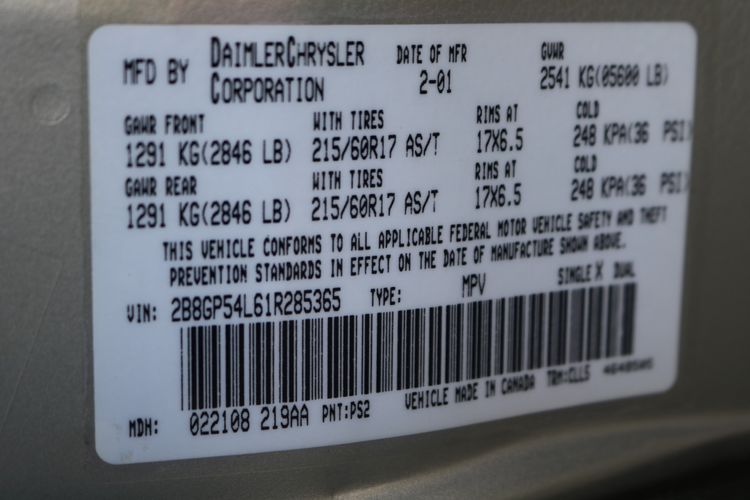 MFD BY DAIMLERCHRYSLER CORPORATION
DATE OF MFR 2-01
GVWR 2541 KG(05600 LB)
GAWR FRONT WITH TIRES RIMS AT COLD
1291 KG(2846 LB) 215/60R17 AS/T 17X6.5 248 KPA(36 PSI)
GAWR REAR WITH TIRES RIMS AT COLD
1291 KG(2846 LB) 215/60R17 AS/T 17X6.5 248 KPA(36 PSI)
THIS VEHICLE CONFORMS TO ALL APPLICABLE FEDERAL MOTOR VEHICLE SAFETY AND THEFT
PREVENTION STANDARDS IN EFFECT ON THE DATE OF MANUFACTURE SHOWN ABOVE.
VIN: 2B8GP54L61R285365 TYPE: MPV SINGLE X DUAL
MDH: 022108 219AA PNT:PS2 VEHICLE MADE IN CANADA TRM:CLL5